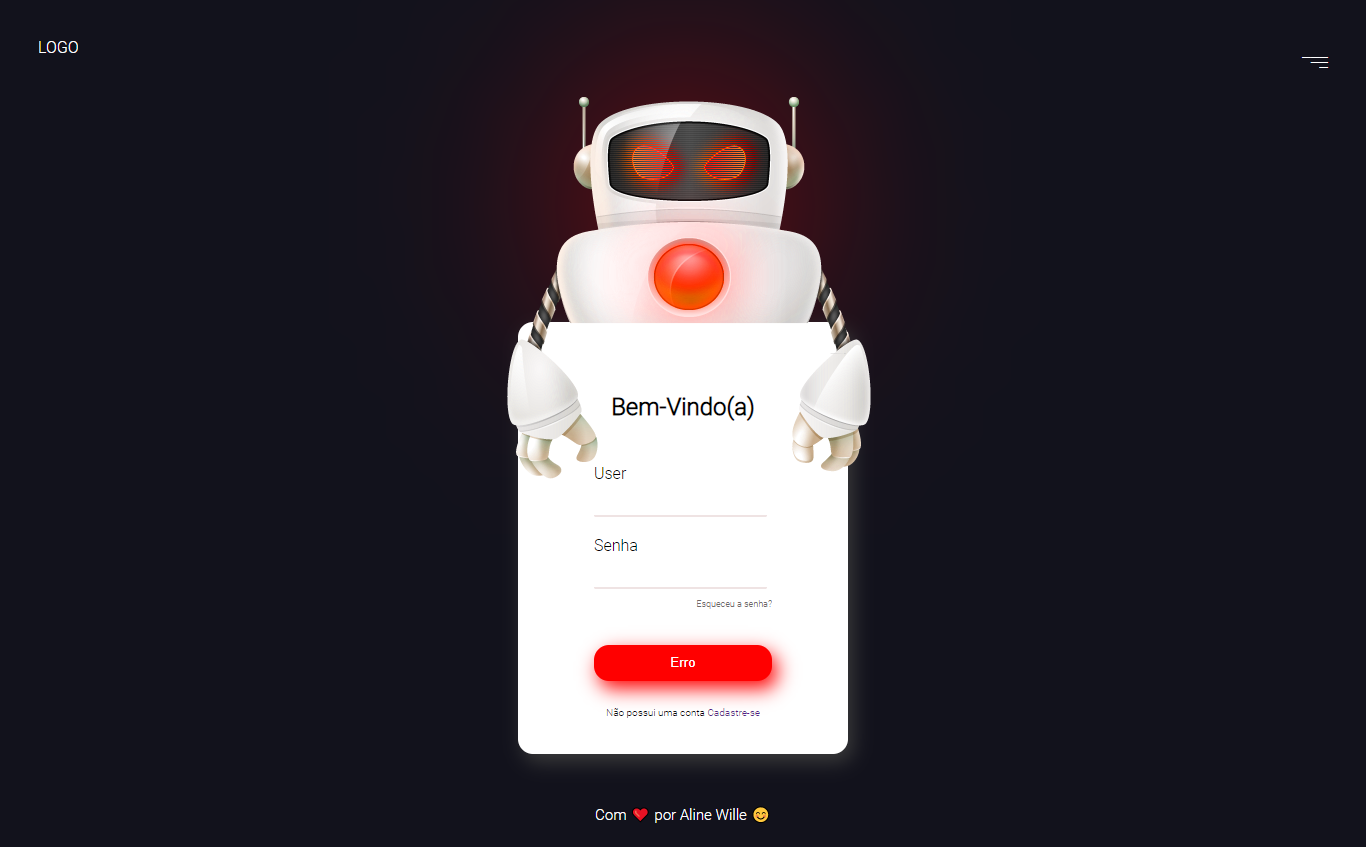 LOGO
Bem-Vindo(a)
User
Senha
Esqueceu a senha?
Erro
Não possui uma conta Cadastre-se
Com ❤️ por Aline Wille 😊